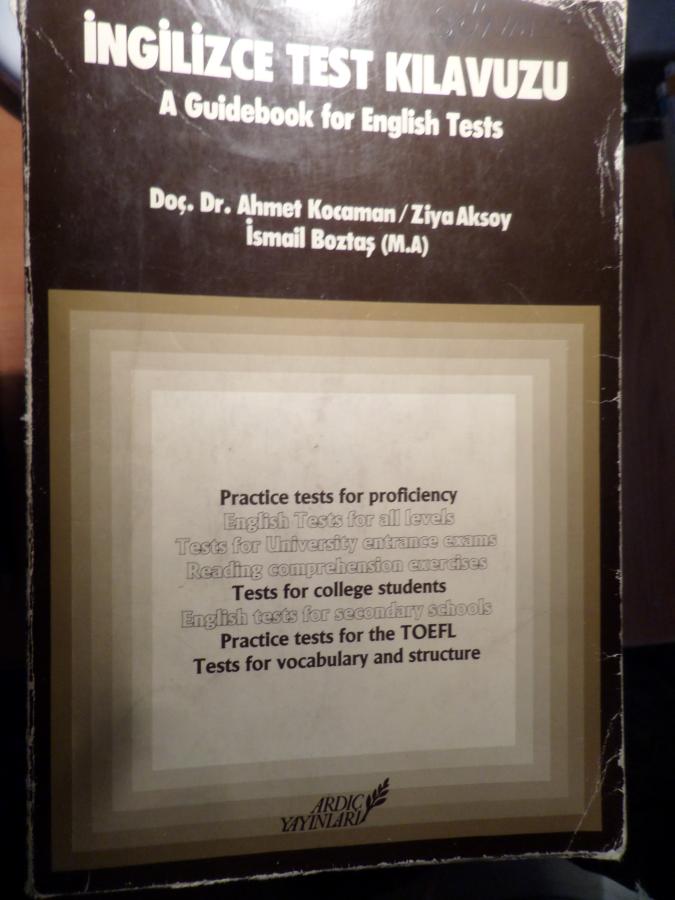 İNGİLİZCE TEST KILAVUZU
A Guidebook for English Tests
Doç. Dr. Ahmet Kocaman / Ziya Aksoy
İsmail Boztaş (M.A)
Practice tests for proficiency
English Tests for all levels
Tests for University entrance exams
Reading comprehension exercises
Tests for college students
English tests for secondary schools
Practice tests for the TOEFL
Tests for vocabulary and structure
ARDIÇ
YAYINLARI